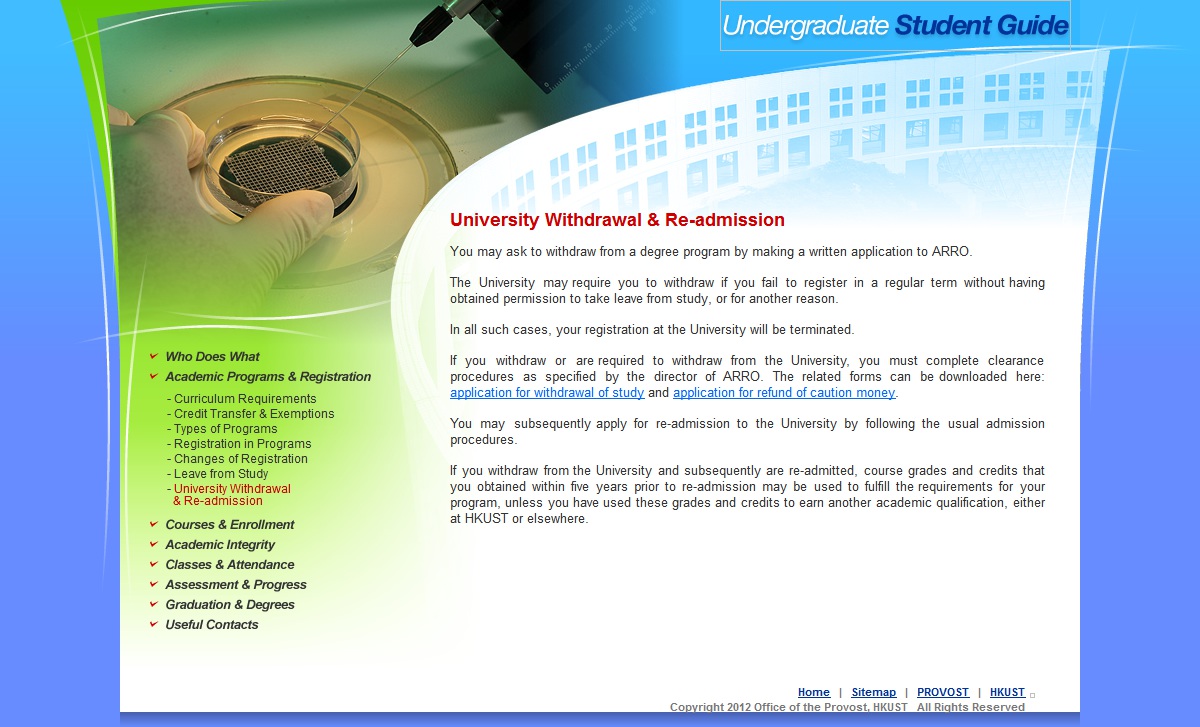 Undergraduate Student Guide
University Withdrawal & Re-admission
You may ask to withdraw from a degree program by making a written application to ARRO.
The University may require you to withdraw if you fail to register in a regular term without having
obtained permission to take leave from study, or for another reason.
In all such cases, your registration at the University will be terminated.
If you withdraw or are required to withdraw from the University, you must complete clearance
procedures as specified by the director of ARRO. The related forms can be downloaded here:
application for withdrawal of study and application for refund of caution money.
You may subsequently apply for re-admission to the University by following the usual admission
procedures.
If you withdraw from the University and subsequently are re-admitted, course grades and credits that
you obtained within five years prior to re-admission may be used to fulfill the requirements for your
program, unless you have used these grades and credits to earn another academic qualification, either
at HKUST or elsewhere.
Who Does What
Academic Programs & Registration
- Curriculum Requirements
- Credit Transfer & Exemptions
- Types of Programs
- Registration in Programs
- Changes of Registration
- Leave from Study
- University Withdrawal
& Re-admission
Courses & Enrollment
Academic Integrity
Classes & Attendance
Assessment & Progress
Graduation & Degrees
Useful Contacts
Home | Sitemap | PROVOST | HKUST
Copyright 2012 Office of the Provost, HKUST All Rights Reserved